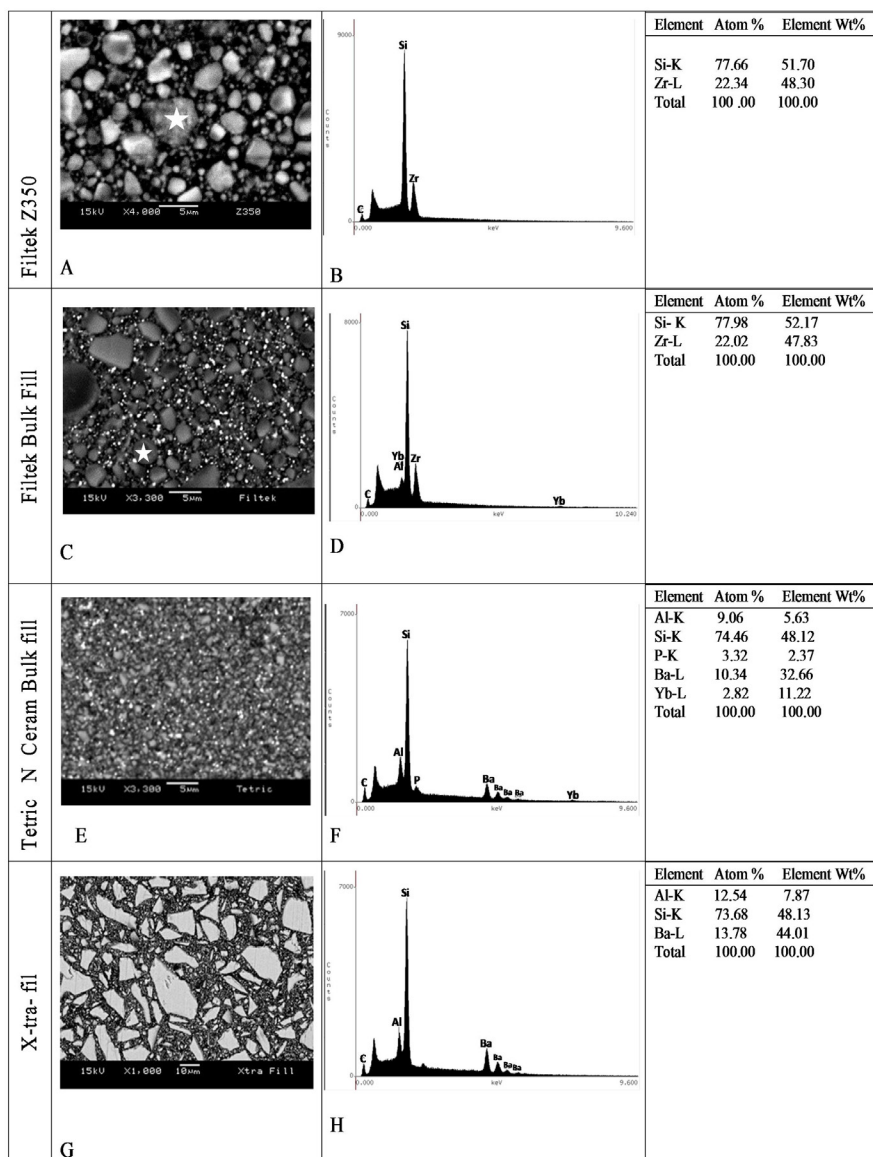 Filtek Z350
15kV X4,000 5µm Z350
A
9000
Counts
Si
Zr
C
0.000 keV 9.600
B
Element Atom % Element Wt%
Si-K 77.66 51.70
Zr-L 22.34 48.30
Total 100 .00 100.00
Filtek Bulk Fill
15kV X3,300 5µm Filtek
C
8000
Counts
Si
Yb
Al
Zr
C
Yb
0.000 keV 10.240
D
Element Atom % Element Wt%
Si- K 77.98 52.17
Zr-L 22.02 47.83
Total 100.00 100.00
Tetric N Ceram Bulk fill
15kV X3,300 5µm Tetric
E
7000
Counts
Si
Al
C
P
Ba
Ba
Ba
Ba
Yb
0.000 keV 9.600
F
Element Atom % Element Wt%
Al-K 9.06 5.63
Si-K 74.46 48.12
P-K 3.32 2.37
Ba-L 10.34 32.66
Yb-L 2.82 11.22
Total 100.00 100.00
X-tra- fil
15kV X1,000 10µm Xtra Fill
G
7000
Counts
Si
Al
C
Ba
Ba
Ba
Ba
0.000 keV 9.600
H
Element Atom % Element Wt%
Al-K 12.54 7.87
Si-K 73.68 48.13
Ba-L 13.78 44.01
Total 100.00 100.00